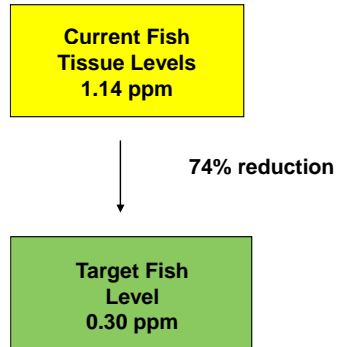 Current Fish
Tissue Levels
1.14 ppm
74% reduction
Target Fish
Level
0.30 ppm